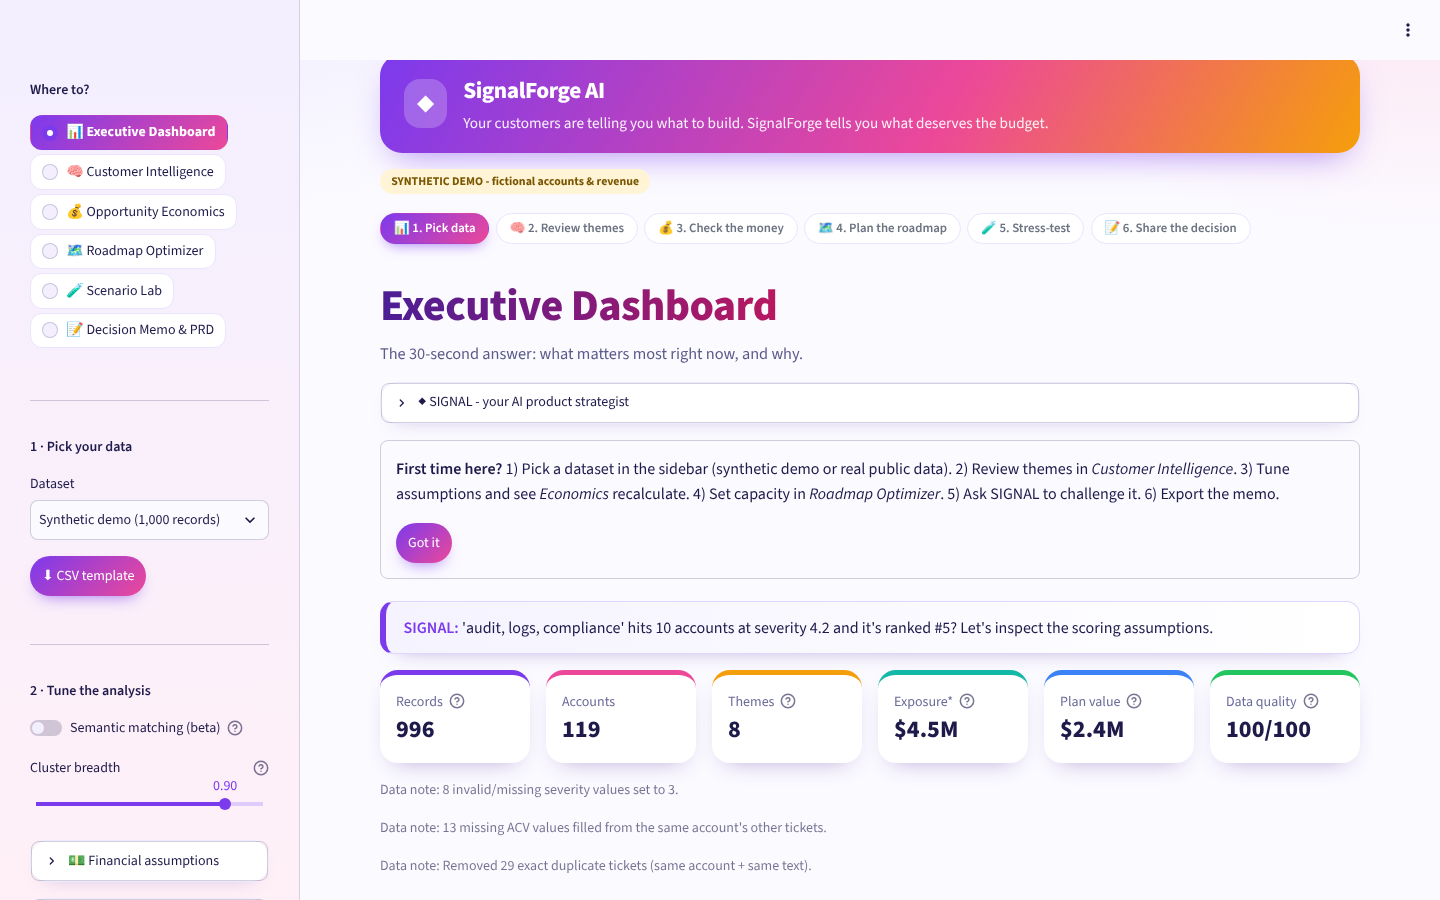 Where to?
📊 Executive Dashboard
🧠 Customer Intelligence
💰 Opportunity Economics
🗺️ Roadmap Optimizer
🧪 Scenario Lab
📝 Decision Memo & PRD
1 · Pick your data
Dataset
Synthetic demo (1,000 records)
⬇ CSV template
2 · Tune the analysis
Semantic matching (beta)
Cluster breadth
0.90
💵 Financial assumptions
SignalForge AI
Your customers are telling you what to build. SignalForge tells you what deserves the budget.
SYNTHETIC DEMO - fictional accounts & revenue
📊 1. Pick data
🧠 2. Review themes
💰 3. Check the money
🗺️ 4. Plan the roadmap
🧪 5. Stress-test
📝 6. Share the decision
Executive Dashboard
The 30-second answer: what matters most right now, and why.
◆ SIGNAL - your AI product strategist
First time here? 1) Pick a dataset in the sidebar (synthetic demo or real public data). 2) Review themes in Customer Intelligence. 3) Tune
assumptions and see Economics recalculate. 4) Set capacity in Roadmap Optimizer. 5) Ask SIGNAL to challenge it. 6) Export the memo.
Got it
SIGNAL: 'audit, logs, compliance' hits 10 accounts at severity 4.2 and it's ranked #5? Let's inspect the scoring assumptions.
Records
996
Accounts
119
Themes
8
Exposure*
$4.5M
Plan value
$2.4M
Data quality
100/100
Data note: 8 invalid/missing severity values set to 3.
Data note: 13 missing ACV values filled from the same account's other tickets.
Data note: Removed 29 exact duplicate tickets (same account + same text).